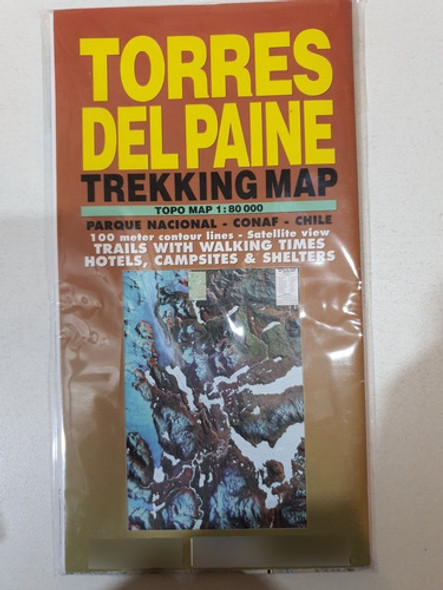 TORRES
DEL PAINE
TREKKING MAP
TOPO MAP 1:80 000
PARQUE NACIONAL - CONAF - CHILE
100 meter contour lines - Satellite view
TRAILS WITH WALKING TIMES
HOTELS, CAMPSITES & SHELTERS